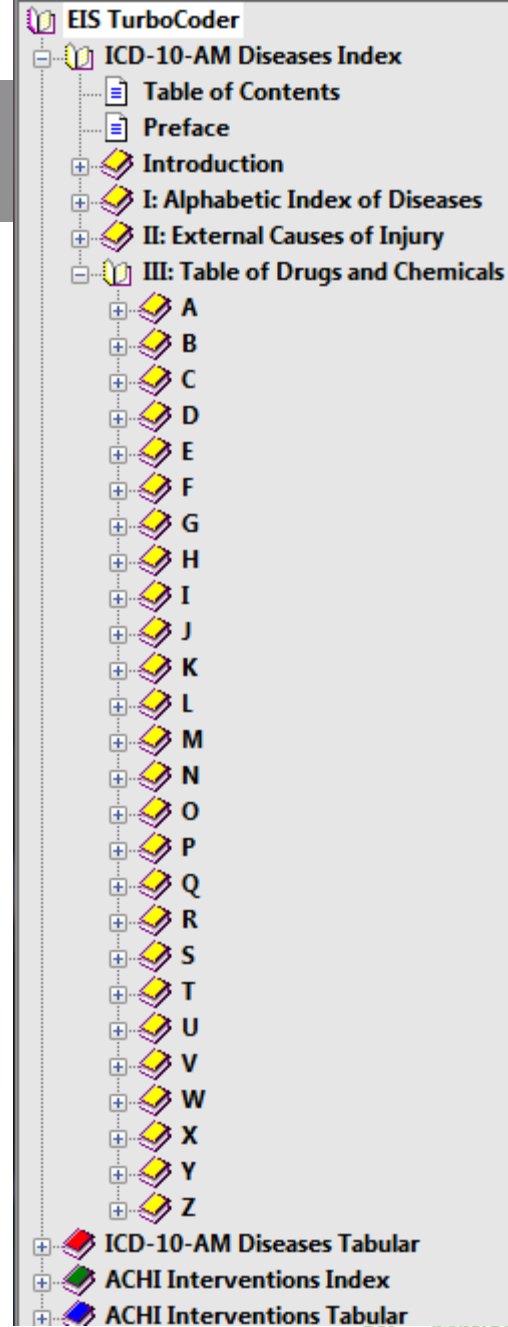 EIS TurboCoder
ICD-10-AM Diseases Index
Table of Contents
Preface
Introduction
I: Alphabetic Index of Diseases
II: External Causes of Injury
III: Table of Drugs and Chemicals
A
B
C
D
E
F
G
H
I
J
K
L
M
N
O
P
Q
R
S
T
U
V
W
X
Y
Z
ICD-10-AM Diseases Tabular
ACHI Interventions Index
ACHI Interventions Tabular